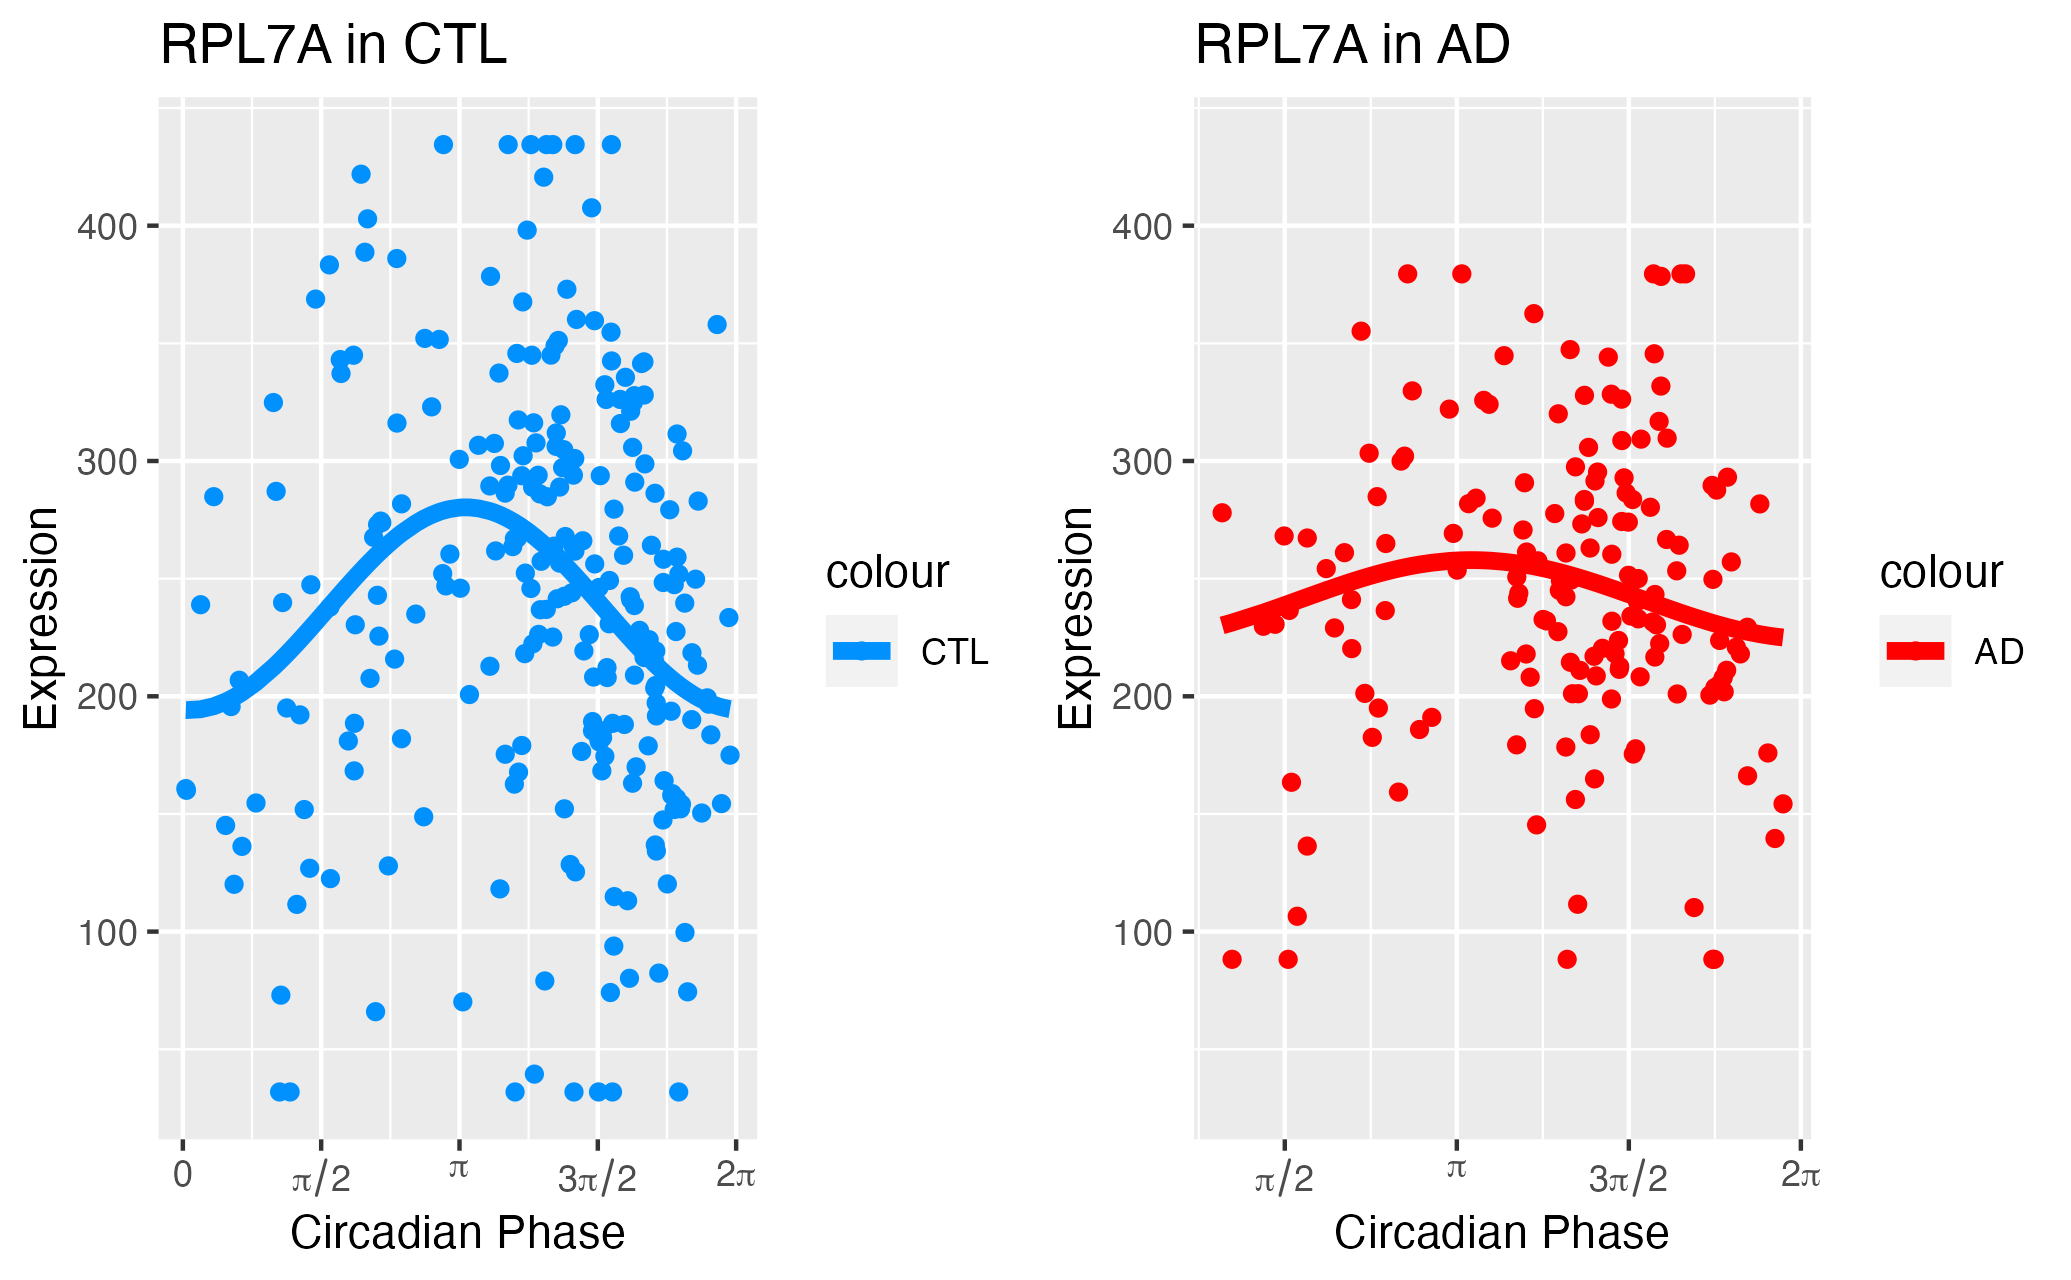 RPL7A in CTL
Expression
400
300
200
100
0
π/2
π
3π/2
2π
Circadian Phase
colour
CTL
RPL7A in AD
Expression
400
300
200
100
π/2
π
3π/2
2π
Circadian Phase
colour
AD